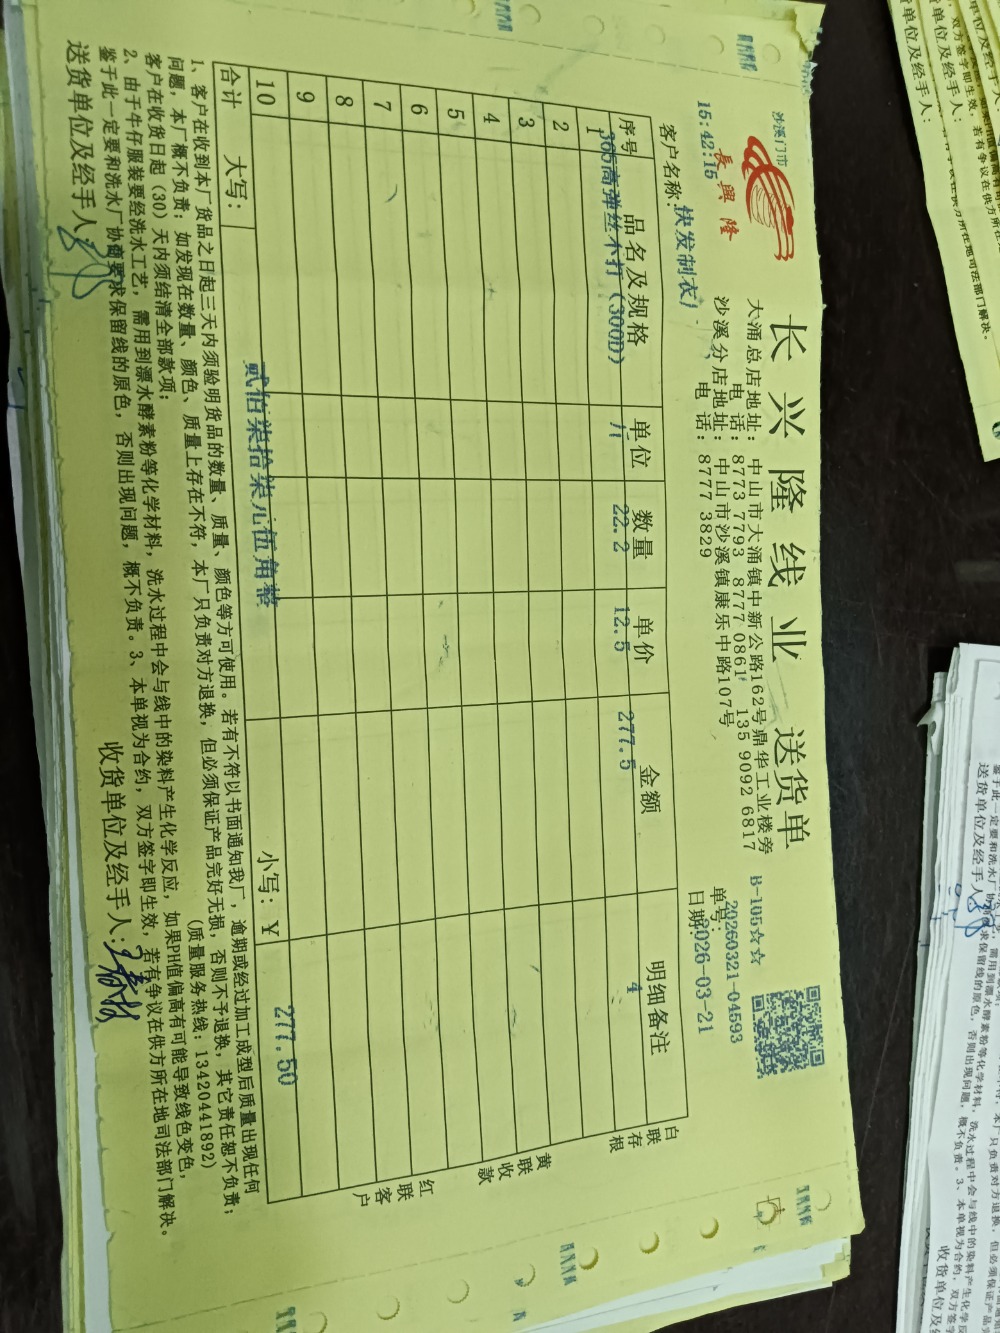 沙溪门市
長興隆
15:42:15
长兴隆线业 送货单
大涌总店地址：中山市大涌镇中新公路162号鼎华工业楼旁
电话：8773 7793 8777 0861 135 9092 6817
沙溪分店地址：中山市沙溪镇康乐中路107号
电话：8777 3829
B-105☆☆
单号：20260321-04593
日期：2026-03-21
客户名称：快发制衣/
序号 品名及规格 单位 数量 单价 金额 明细备注
1 305高弹丝不打（300D） 斤 22.2 12.5 277.5 4
2
3
4
5
6
7
8
9
10
合计 大写： 贰佰柒拾柒元伍角整 小写：￥ 277.50
白联存根
黄联收款
红联客户
1、客户在收到本厂货品之日起三天内须验明货品的数量、质量、颜色等方可使用。若有不符以书面通知我厂，逾期或经过加工成型后质量出现任何
问题，本厂概不负责；如发现在数量、颜色、质量上存在不符，本厂只负责对方退换，但必须保证产品完好无损，否则不予退换，其它责任恕不负责；
客户在收货日起（30）天内须结清全部款项； （质量服务热线：13420441892）
2、由于牛仔服装要经洗水工艺，需用到漂水酵素粉等化学材料，洗水过程中会与线中的染料产生化学反应，如果PH值偏高有可能导致线色变色，
鉴于此一定要和洗水厂协商要求保留线的原色，否则出现问题，概不负责。3、本单视为合约，双方签字即生效，若有争议在供方所在地司法部门解决。
送货单位及经手人：
收货单位及经手人：